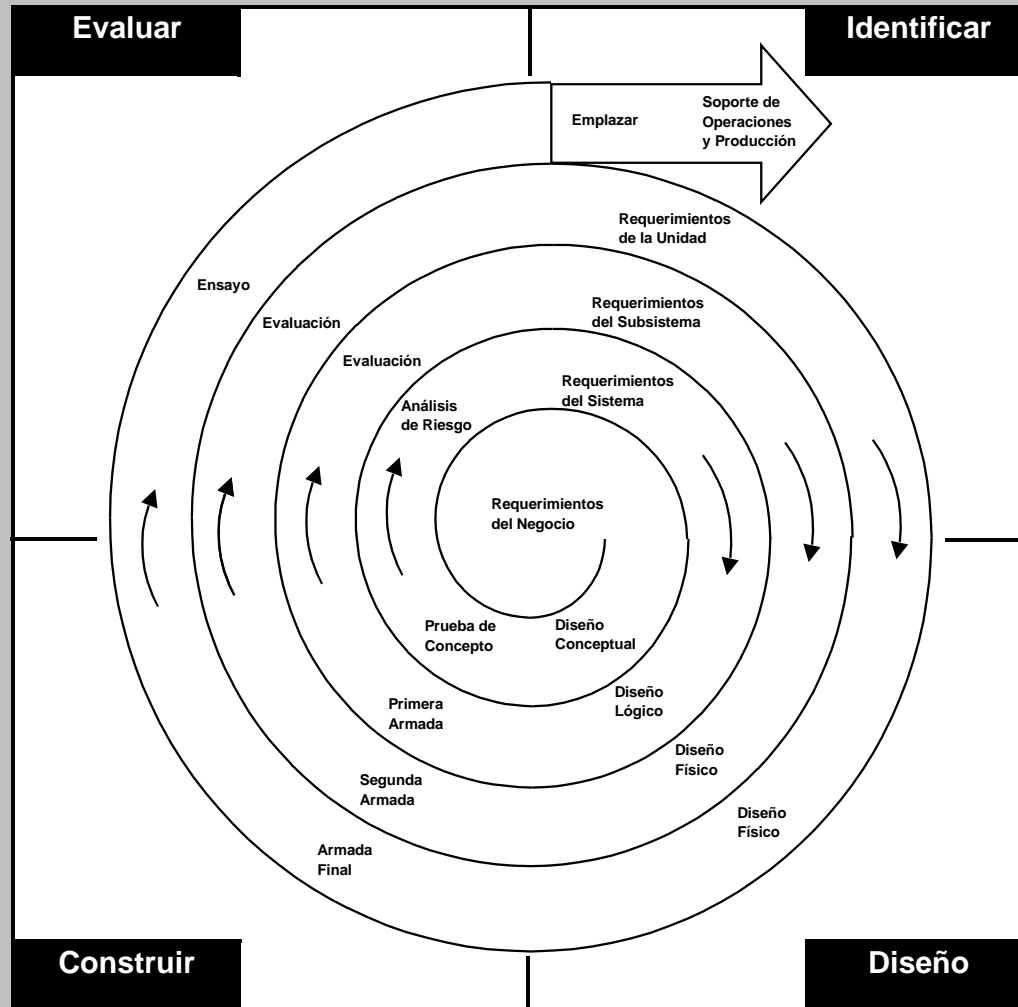 Evaluar
Identificar
Emplazar
Soporte de
Operaciones
y Producción
Requerimientos
de la Unidad
Ensayo
Evaluación
Requerimientos
del Subsistema
Evaluación
Requerimientos
del Sistema
Análisis
de Riesgo
Requerimientos
del Negocio
Prueba de
Concepto
Diseño
Conceptual
Primera
Armada
Diseño
Lógico
Segunda
Armada
Diseño
Físico
Armada
Final
Diseño
Físico
Construir
Diseño